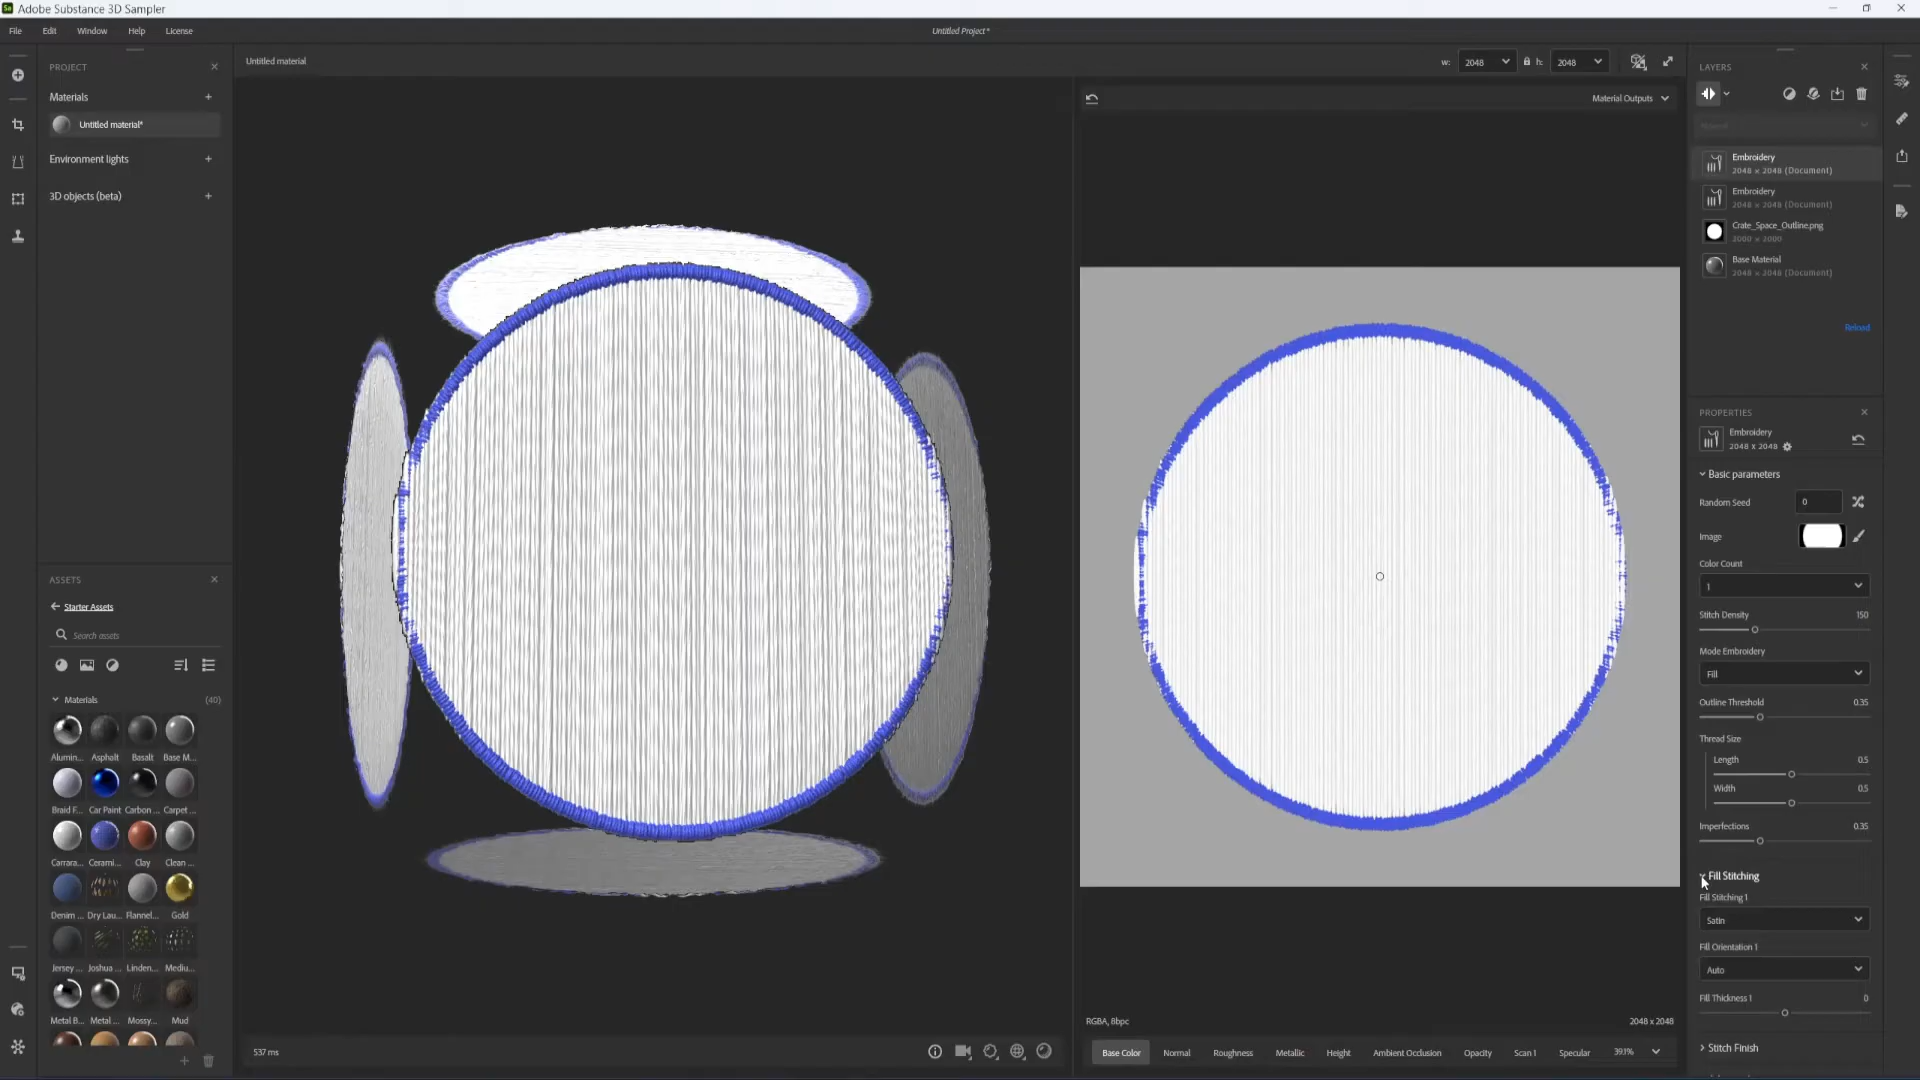 Adobe Substance 3D Sampler
File Edit Window Help License
Untitled Project*
PROJECT
Materials
Untitled material*
Environment lights
3D objects (beta)
ASSETS
Starter Assets
Search assets
Materials (40)
Alumin... Asphalt Basalt Base M...
Braid F... Car Paint Carbon ... Carpet ...
Carrara... Cerami... Clay Clean ...
Denim ... Dry Lau... Flannel... Gold
Jersey ... Joshua ... Linden... Mediu...
Metal B... Metal ... Mossy... Mud
Untitled material
w: 2048 h: 2048
Material Outputs
537 ms
RGBA, 8bpc
2048 x 2048
Base Color Normal Roughness Metallic Height Ambient Occlusion Opacity Scan 1 Specular 39.1%
LAYERS
Normal
Embroidery
2048 x 2048 (Document)
Embroidery
2048 x 2048 (Document)
Crate_Space_Outline.png
3000 x 3000
Base Material
2048 x 2048 (Document)
Reload
PROPERTIES
Embroidery
2048 x 2048
Basic parameters
Random Seed 0
Image
Color Count
1
Stitch Density 150
Mode Embroidery
Fill
Outline Threshold 0.35
Thread Size
Length 0.5
Width 0.5
Imperfections 0.35
Fill Stitching
Fill Stitching 1
Satin
Fill Orientation 1
Auto
Fill Thickness 1 0
Stitch Finish